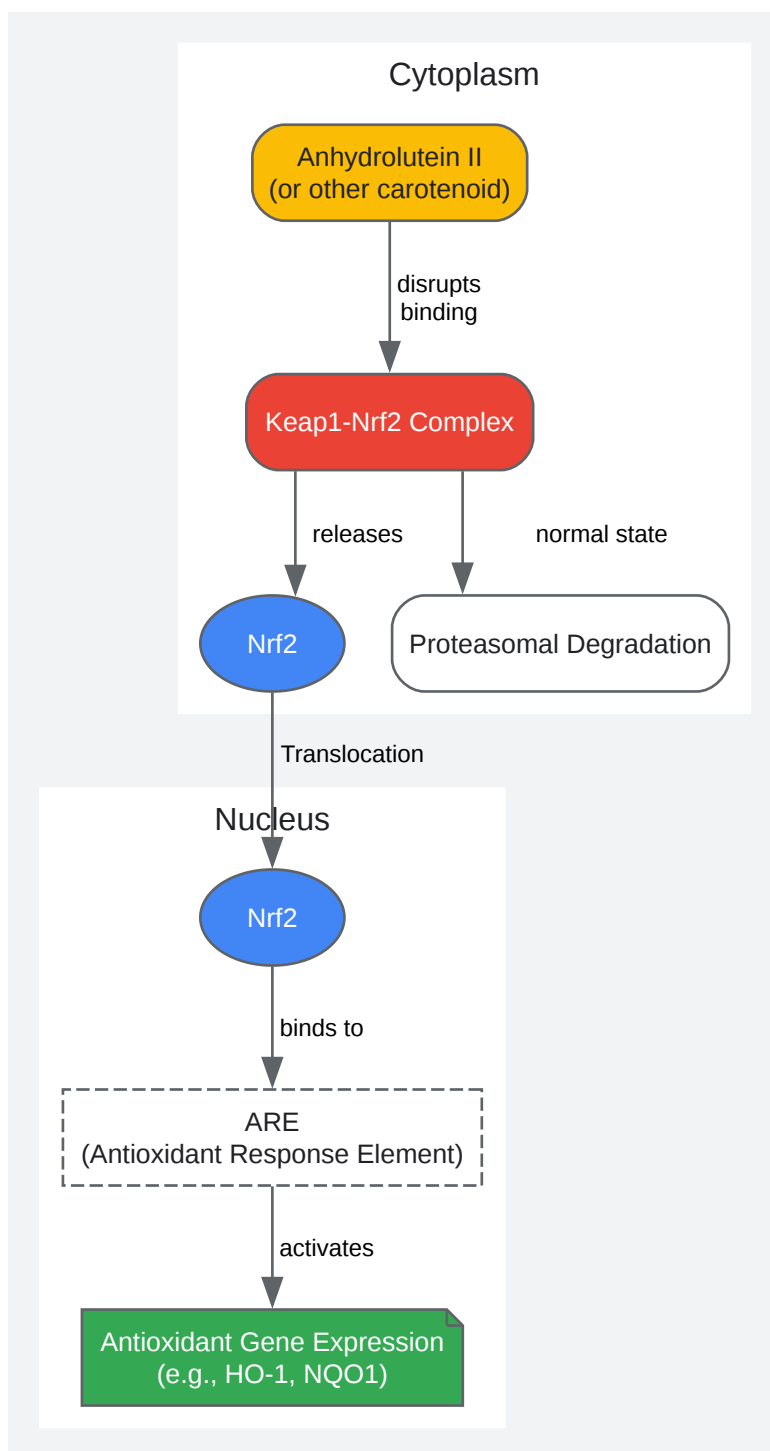 Cytoplasm
Anhydrolutein II
(or other carotenoid)
disrupts
binding
Keap1-Nrf2 Complex
releases
normal state
Nrf2
Proteasomal Degradation
Translocation
Nucleus
Nrf2
binds to
ARE
(Antioxidant Response Element)
activates
Antioxidant Gene Expression
(e.g., HO-1, NQO1)